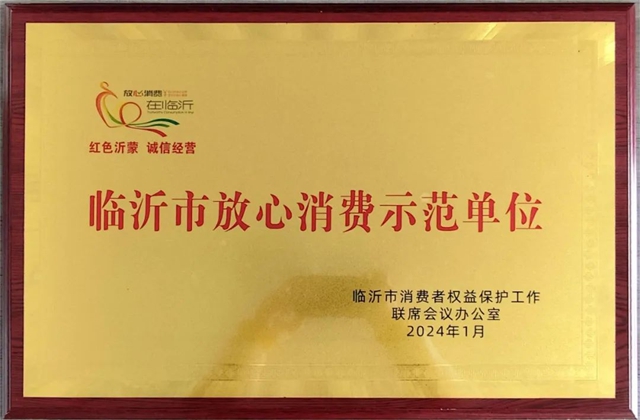 放心消费
在临沂
红色沂蒙 诚信经营
临沂市放心消费示范单位
临沂市消费者权益保护工作
联席会议办公室
2024年1月